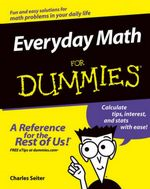 Fun and easy solutions for
math problems in your daily life
Everyday Math
FOR
DUMMIES
Calculate
tips, interest,
and stats
with ease!
A Reference
for the
Rest of Us!
FREE eTips at dummies.com
Charles Seiter